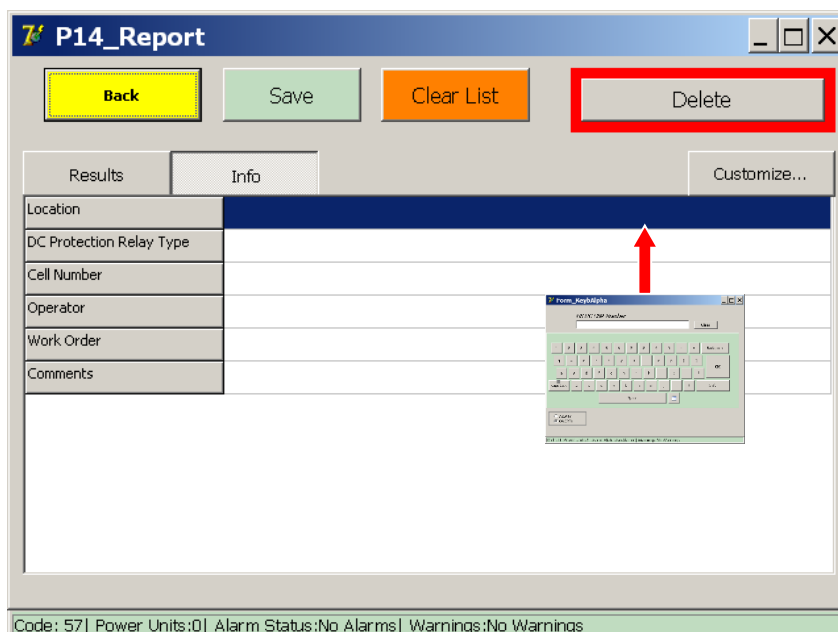 P14_Report
Back Save Clear List Delete
Results Info Customize...
Location
DC Protection Relay Type
Cell Number
Operator
Work Order
Comments
Form_KeybAlpha
Code: 57| Power Units:0| Alarm Status:No Alarms| Warnings:No Warnings